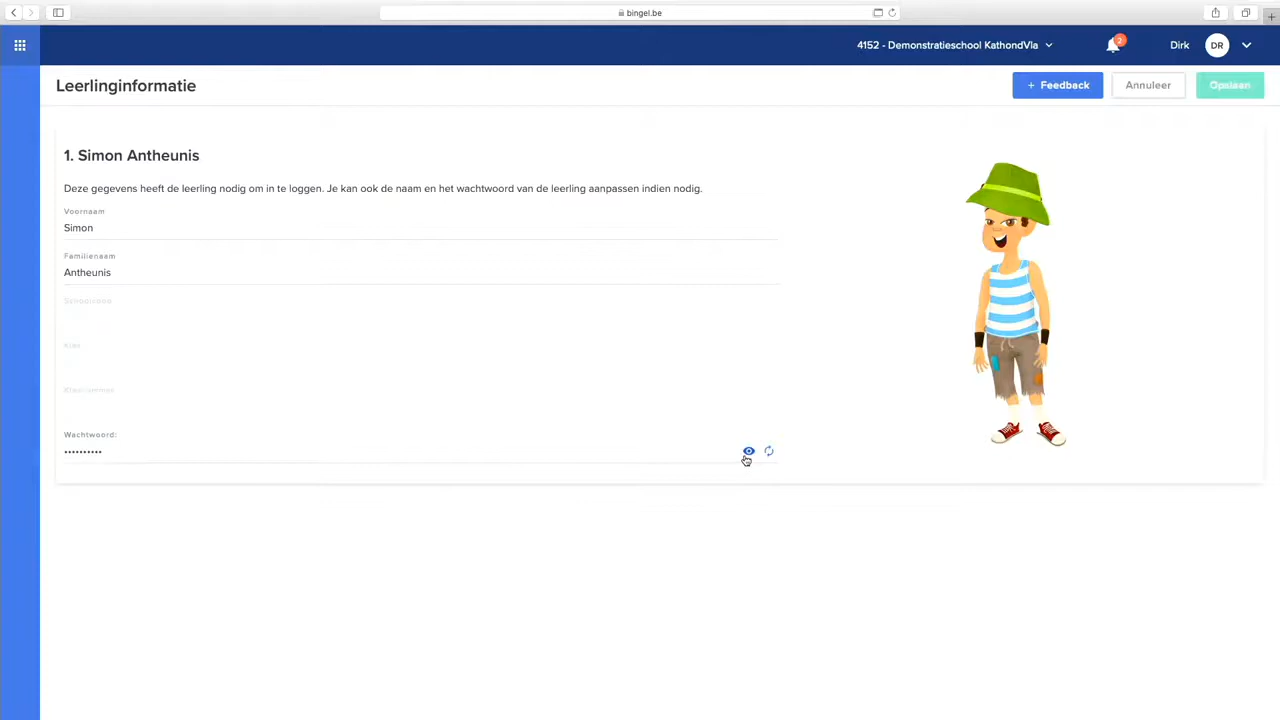 bingel.be
4152 - Demonstratieschool KathondVla
2
Dirk
DR
Leerlinginformatie
+ Feedback
Annuleer
Opslaan
1. Simon Antheunis
Deze gegevens heeft de leerling nodig om in te loggen. Je kan ook de naam en het wachtwoord van de leerling aanpassen indien nodig.
Voornaam
Simon
Familienaam
Antheunis
Klas
Wachtwoord:
••••••••••